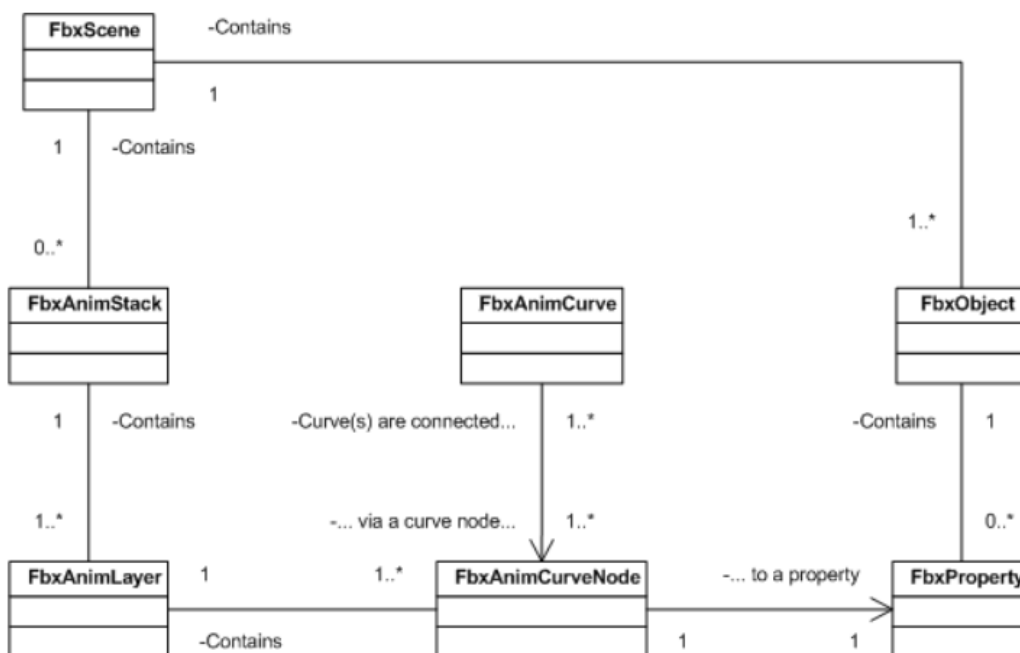 FbxScene
-Contains
1
1
-Contains
0..*
1..*
FbxAnimStack
FbxAnimCurve
FbxObject
1
-Contains
-Curve(s) are connected...
1..*
-Contains
1
1..*
-... via a curve node...
1..*
0..*
FbxAnimLayer
1
1..*
FbxAnimCurveNode
-... to a property
FbxProperty
-Contains
1
1